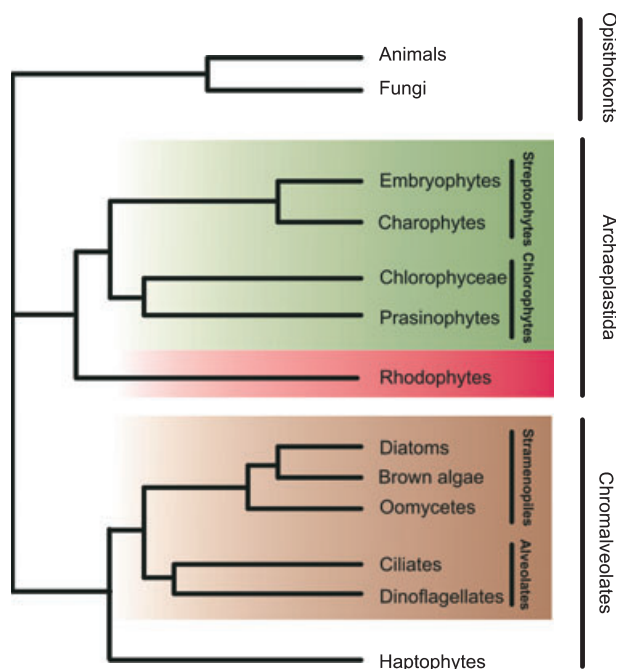 Animals
Fungi
Opisthokonts
Embryophytes
Charophytes
Streptophytes
Chlorophyceae
Prasinophytes
Chlorophytes
Rhodophytes
Archaeplastida
Diatoms
Brown algae
Oomycetes
Stramenopiles
Ciliates
Dinoflagellates
Alveolates
Haptophytes
Chromalveolates